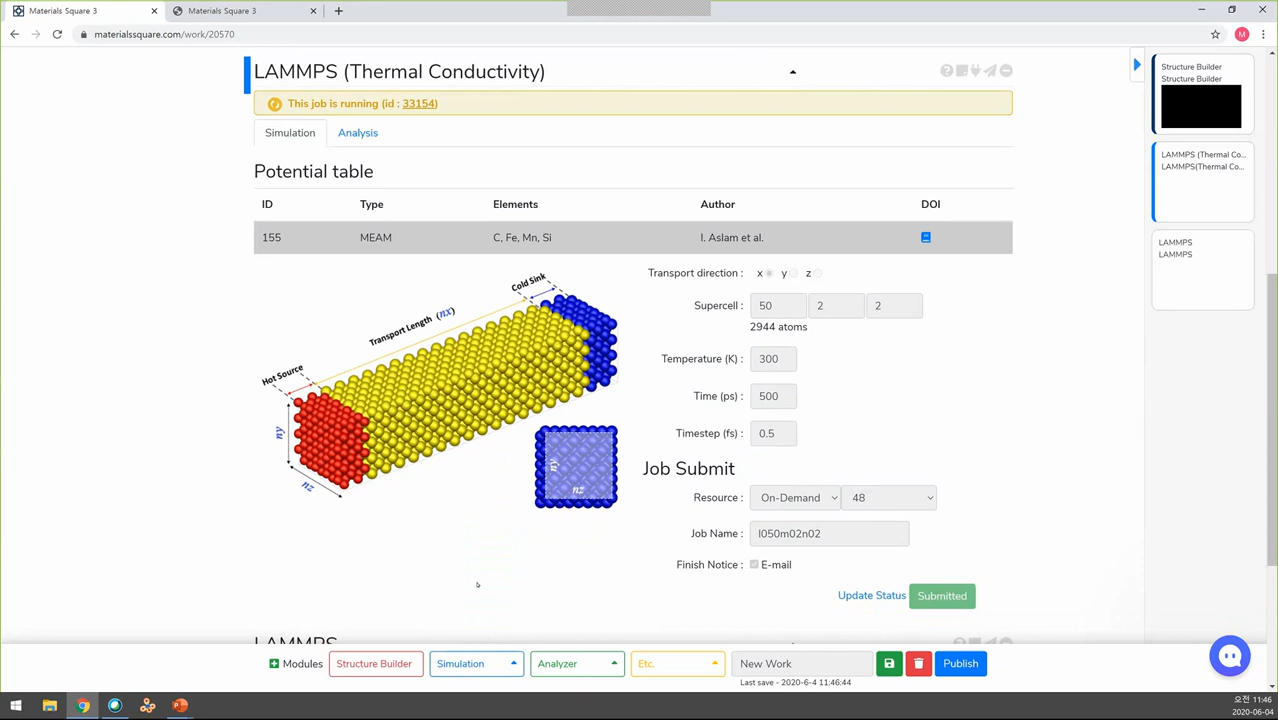 Materials Square 3
Materials Square 3
materialssquare.com/work/20570
M
LAMMPS (Thermal Conductivity)
This job is running (id : 33154)
Simulation
Analysis
Potential table
ID Type Elements Author DOI
155 MEAM C, Fe, Mn, Si I. Aslam et al.
Cold Sink
Transport Length (nx)
Hot Source
ny
nz
ny
nz
Transport direction : x y z
Supercell : 50 2 2
2944 atoms
Temperature (K) : 300
Time (ps) : 500
Timestep (fs) : 0.5
Job Submit
Resource : On-Demand 48
Job Name : l050m02n02
Finish Notice : E-mail
Update Status Submitted
LAMMPS
Structure Builder
Structure Builder
LAMMPS (Thermal Co...
LAMMPS(Thermal Co...
LAMMPS
LAMMPS
Modules Structure Builder Simulation Analyzer Etc. New Work Publish
Last save - 2020-6-4 11:46:44
오전 11:46
2020-06-04